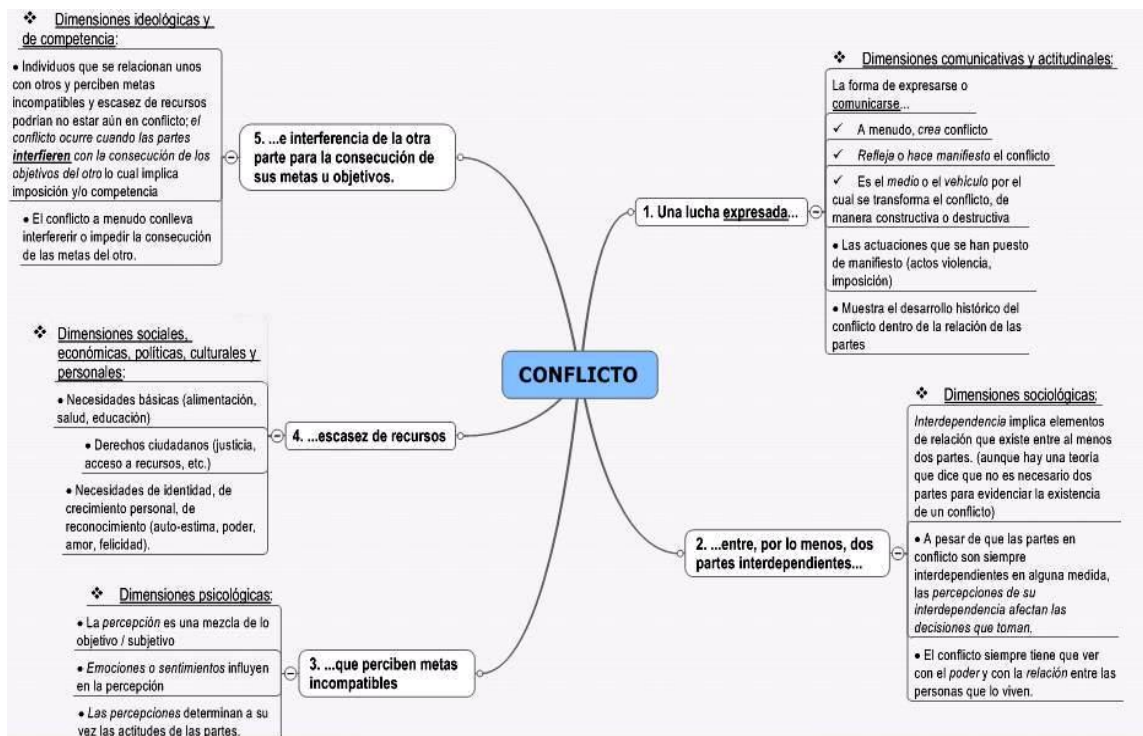 CONFLICTO
1. Una lucha expresada...
❖ Dimensiones comunicativas y actitudinales:
La forma de expresarse o
comunicarse...
✓ A menudo, crea conflicto
✓ Refleja o hace manifiesto el conflicto
✓ Es el medio o el vehículo por el
cual se transforma el conflicto, de
manera constructiva o destructiva
• Las actuaciones que se han puesto
de manifiesto (actos violencia,
imposición)
• Muestra el desarrollo histórico del
conflicto dentro de la relación de las
partes
2. ...entre, por lo menos, dos
partes interdependientes...
❖ Dimensiones sociológicas:
Interdependencia implica elementos
de relación que existe entre al menos
dos partes. (aunque hay una teoría
que dice que no es necesario dos
partes para evidenciar la existencia
de un conflicto)
• A pesar de que las partes en
conflicto son siempre
interdependientes en alguna medida,
las percepciones de su
interdependencia afectan las
decisiones que toman.
• El conflicto siempre tiene que ver
con el poder y con la relación entre las
personas que lo viven.
3. ...que perciben metas
incompatibles
❖ Dimensiones psicológicas:
• La percepción es una mezcla de lo
objetivo / subjetivo
• Emociones o sentimientos influyen
en la percepción
• Las percepciones determinan a su
vez las actitudes de las partes.
4. ...escasez de recursos
❖ Dimensiones sociales,
económicas, políticas, culturales y
personales:
• Necesidades básicas (alimentación,
salud, educación)
• Derechos ciudadanos (justicia,
acceso a recursos, etc.)
• Necesidades de identidad, de
crecimiento personal, de
reconocimiento (auto-estima, poder,
amor, felicidad).
5. ...e interferencia de la otra
parte para la consecución de
sus metas u objetivos.
❖ Dimensiones ideológicas y
de competencia:
• Individuos que se relacionan unos
con otros y perciben metas
incompatibles y escasez de recursos
podrían no estar aún en conflicto; el
conflicto ocurre cuando las partes
interfieren con la consecución de los
objetivos del otro lo cual implica
imposición y/o competencia
• El conflicto a menudo conlleva
interfererir o impedir la consecución
de las metas del otro.